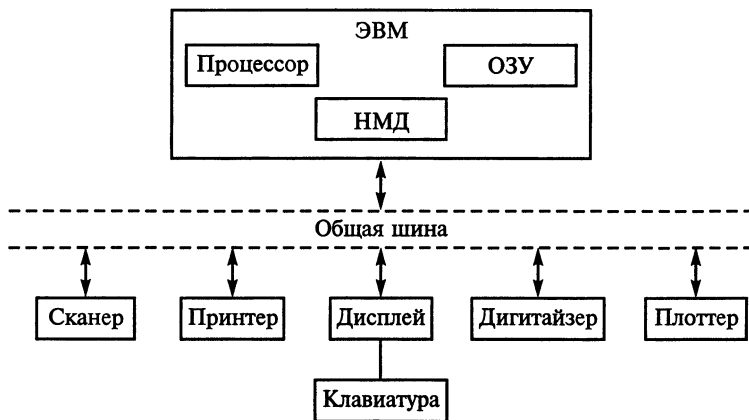 ЭВМ
Процессор
ОЗУ
НМД
Общая шина
Сканер
Принтер
Дисплей
Дигитайзер
Плоттер
Клавиатура